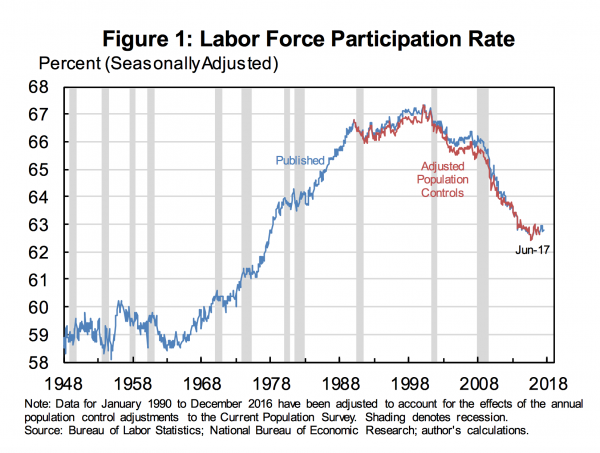 Figure 1: Labor Force Participation Rate
Percent (Seasonally Adjusted)
68
67
66
65
64
63
62
61
60
59
58
Published
Adjusted
Population
Controls
Jun-17
1948 1958 1968 1978 1988 1998 2008 2018
Note: Data for January 1990 to December 2016 have been adjusted to account for the effects of the annual
population control adjustments to the Current Population Survey. Shading denotes recession.
Source: Bureau of Labor Statistics; National Bureau of Economic Research; author's calculations.